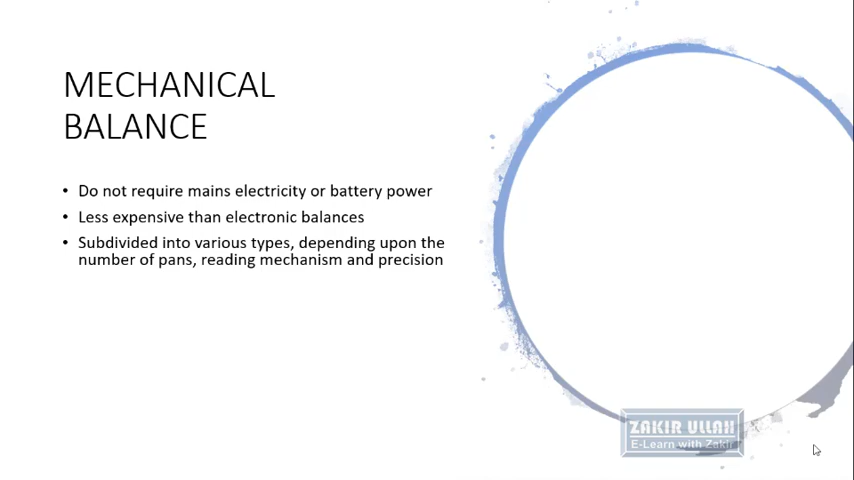 MECHANICAL
BALANCE
• Do not require mains electricity or battery power
• Less expensive than electronic balances
• Subdivided into various types, depending upon the
number of pans, reading mechanism and precision
ZAKIR ULLAH
E-Learn with Zakir